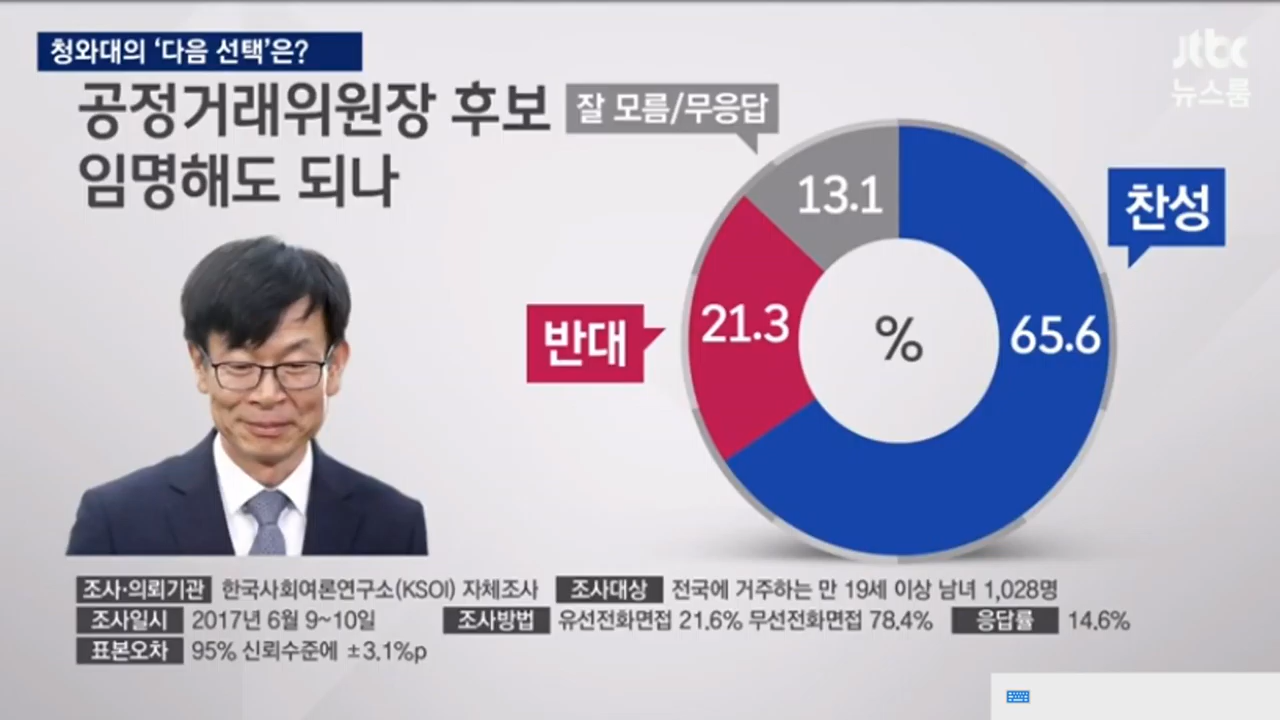 청와대의 ‘다음 선택’은?
jtbc
뉴스룸
공정거래위원장 후보
임명해도 되나
잘 모름/무응답
13.1
찬성
반대
21.3
%
65.6
조사·의뢰기관 한국사회여론연구소(KSOI) 자체조사 조사대상 전국에 거주하는 만 19세 이상 남녀 1,028명
조사일시 2017년 6월 9~10일 조사방법 유선전화면접 21.6% 무선전화면접 78.4% 응답률 14.6%
표본오차 95% 신뢰수준에 ±3.1%p